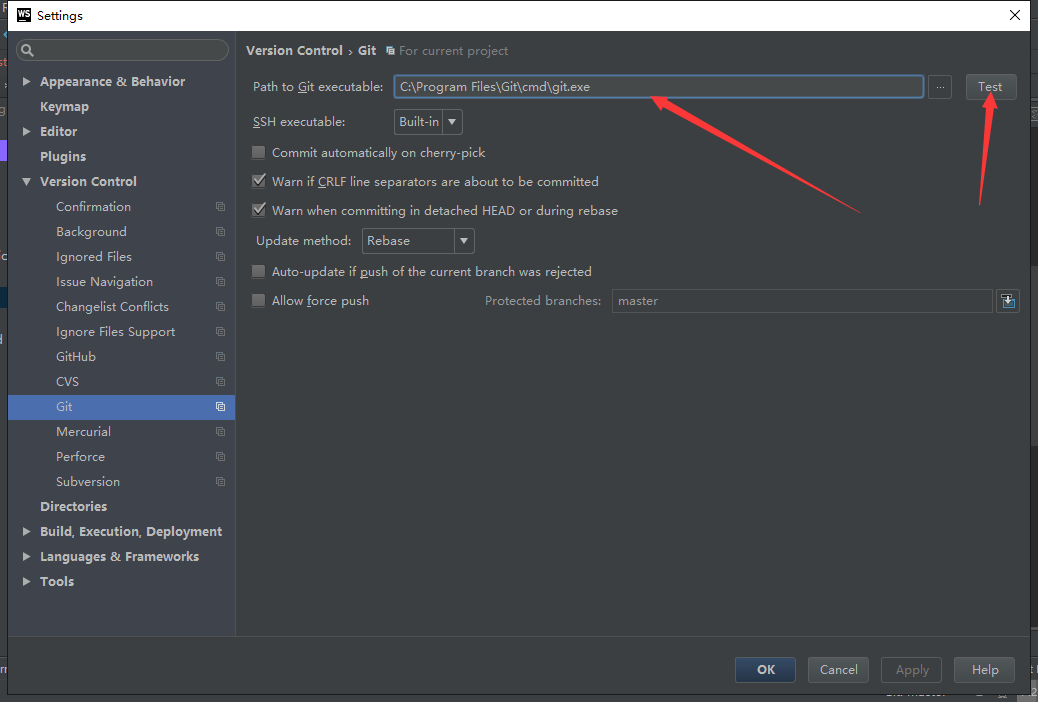 WS Settings
Version Control › Git For current project
Appearance & Behavior
Keymap
Editor
Plugins
Version Control
Confirmation
Background
Ignored Files
Issue Navigation
Changelist Conflicts
Ignore Files Support
GitHub
CVS
Git
Mercurial
Perforce
Subversion
Directories
Build, Execution, Deployment
Languages & Frameworks
Tools
Path to Git executable: C:\Program Files\Git\cmd\git.exe ... Test
SSH executable: Built-in
Commit automatically on cherry-pick
Warn if CRLF line separators are about to be committed
Warn when committing in detached HEAD or during rebase
Update method: Rebase
Auto-update if push of the current branch was rejected
Allow force push Protected branches: master
OK Cancel Apply Help